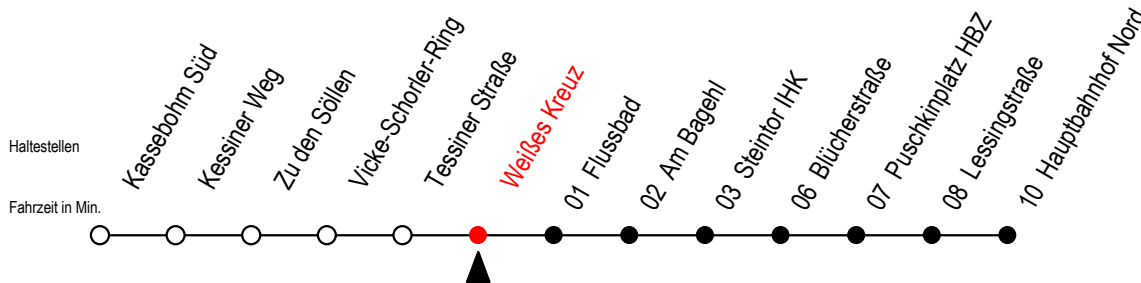 Haltestellen
Fahrzeit in Min.
Kassebohm Süd
Kessiner Weg
Zu den Söllen
Vicke-Schorler-Ring
Tessiner Straße
Weißes Kreuz
01 Flussbad
02 Am Bagehl
03 Steintor IHK
06 Blücherstraße
07 Puschkinplatz HBZ
08 Lessingstraße
10 Hauptbahnhof Nord